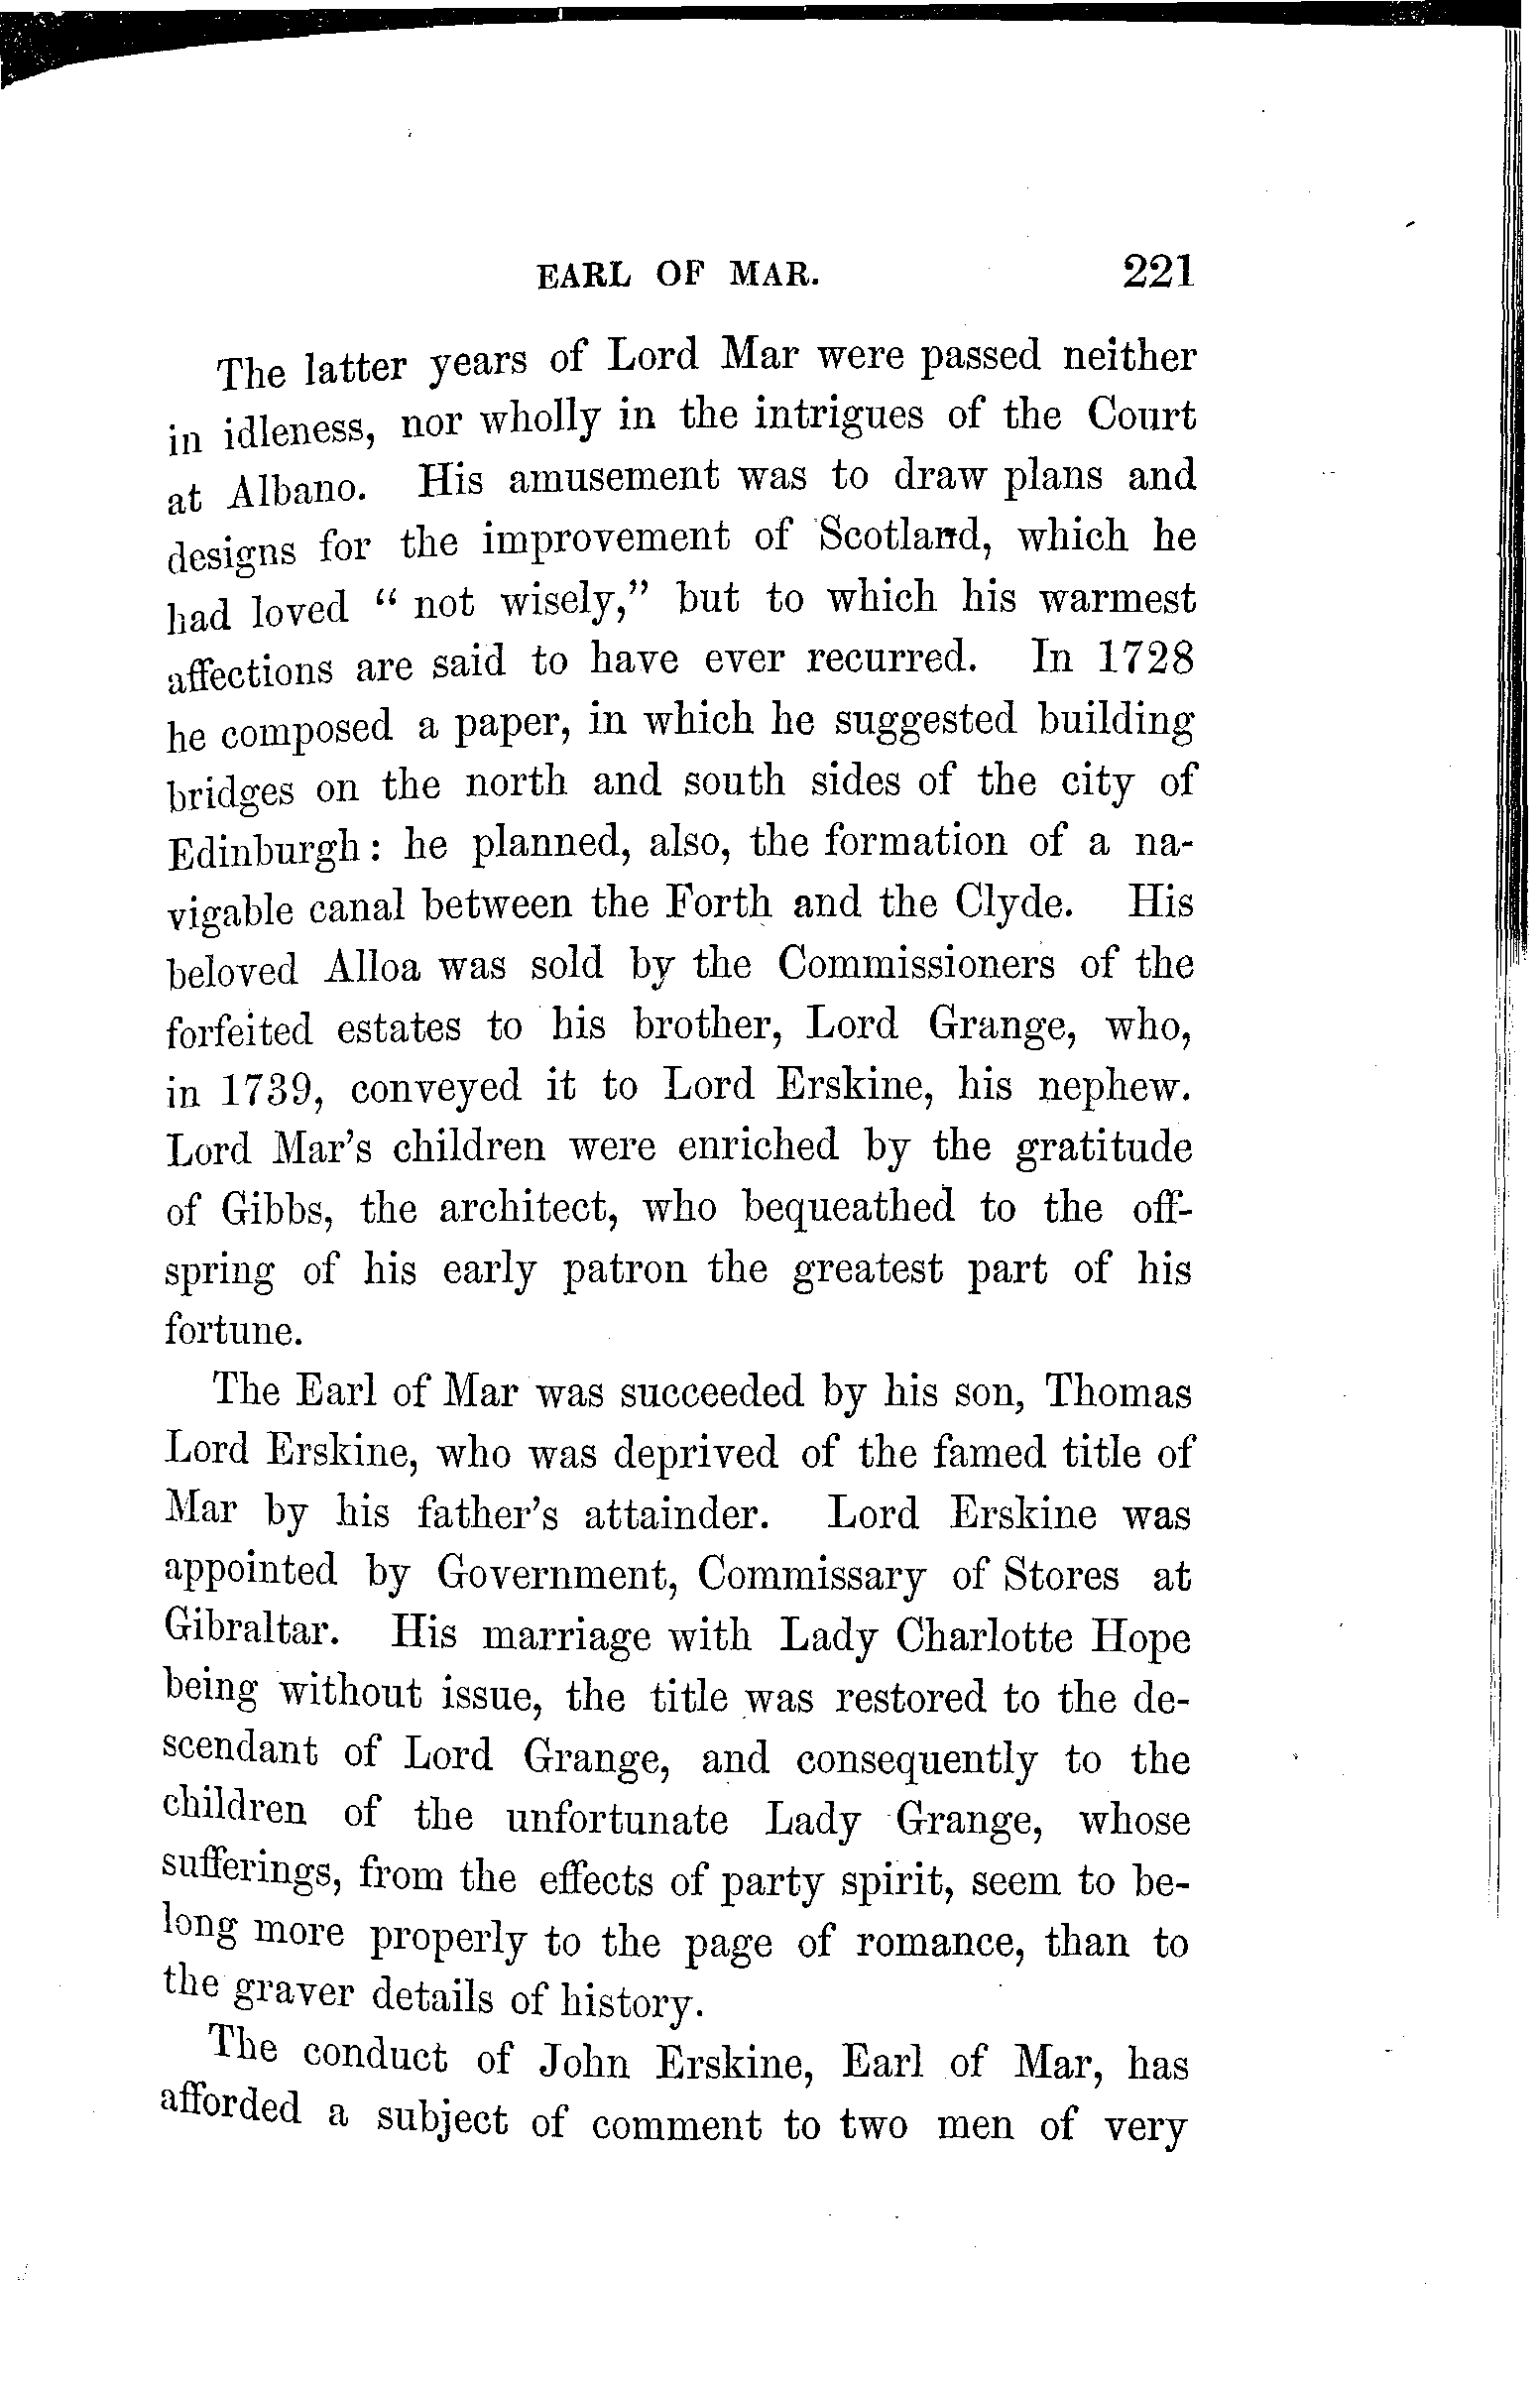 EARL OF MAR. 221
The latter years of Lord Mar were passed neither
in idleness, nor wholly in the intrigues of the Court
at Albano. His amusement was to draw plans and
designs for the improvement of Scotland, which he
had loved “ not wisely,” but to which his warmest
affections are said to have ever recurred. In 1728
he composed a paper, in which he suggested building
bridges on the north and south sides of the city of
Edinburgh: he planned, also, the formation of a na-
vigable canal between the Forth and the Clyde. His
beloved Alloa was sold by the Commissioners of the
forfeited estates to his brother, Lord Grange, who,
in 1739, conveyed it to Lord Erskine, his nephew.
Lord Mar’s children were enriched by the gratitude
of Gibbs, the architect, who bequeathed to the off-
spring of his early patron the greatest part of his
fortune.
The Earl of Mar was succeeded by his son, Thomas
Lord Erskine, who was deprived of the famed title of
Mar by his father’s attainder. Lord Erskine was
appointed by Government, Commissary of Stores at
Gibraltar. His marriage with Lady Charlotte Hope
being without issue, the title was restored to the de-
scendant of Lord Grange, and consequently to the
children of the unfortunate Lady Grange, whose
sufferings, from the effects of party spirit, seem to be-
long more properly to the page of romance, than to
the graver details of history.
The conduct of John Erskine, Earl of Mar, has
afforded a subject of comment to two men of very